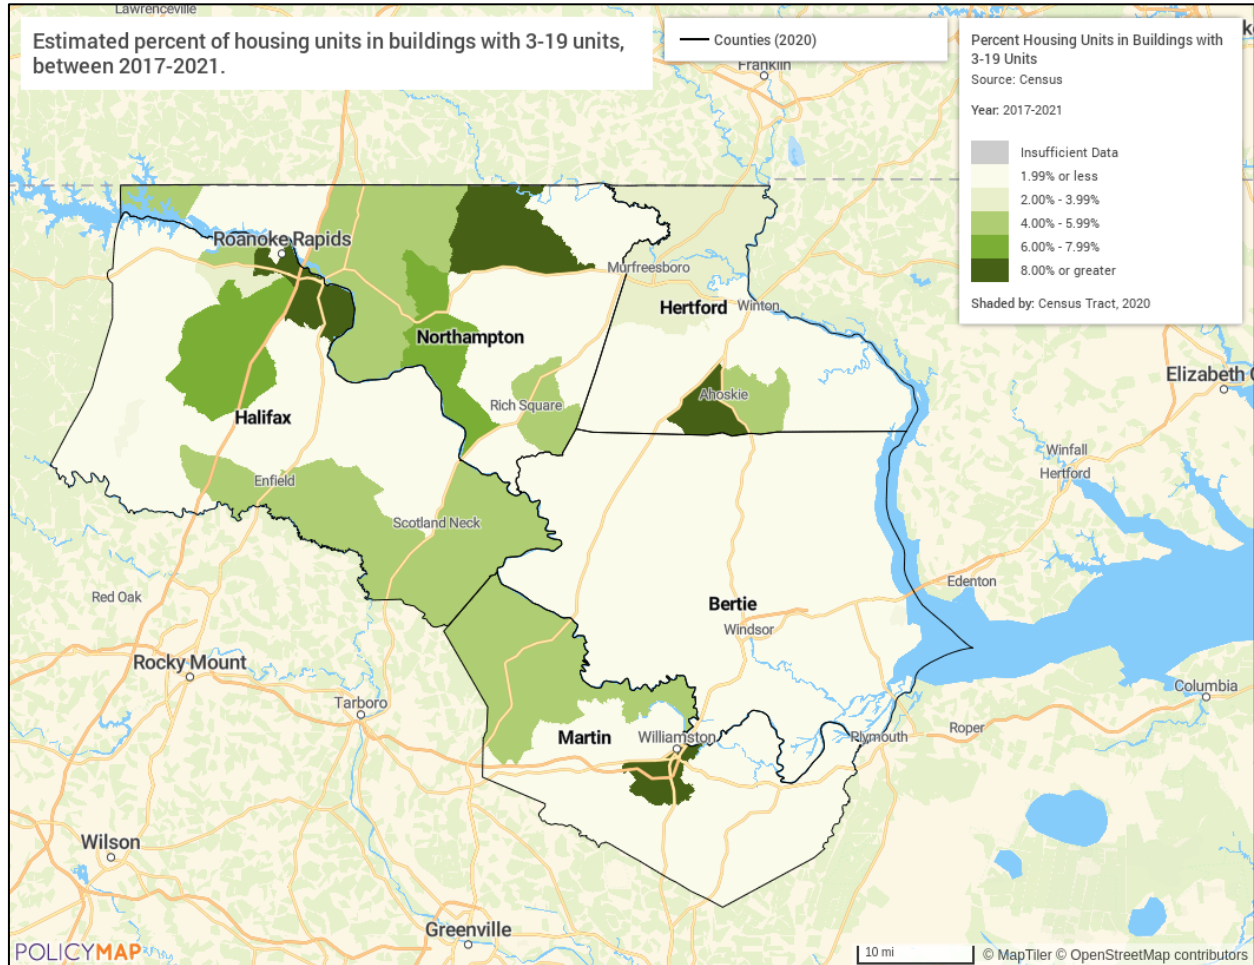 Lawrenceville
Estimated percent of housing units in buildings with 3-19 units,
between 2017-2021.
Counties (2020)
Percent Housing Units in Buildings with
3-19 Units
Source: Census
Year: 2017-2021
Insufficient Data
1.99% or less
2.00% - 3.99%
4.00% - 5.99%
6.00% - 7.99%
8.00% or greater
Shaded by: Census Tract, 2020
Franklin
Roanoke Rapids
Murfreesboro
Hertford
Winton
Northampton
Elizabeth C
Ahoskie
Rich Square
Halifax
Winfall
Hertford
Enfield
Scotland Neck
Edenton
Red Oak
Bertie
Windsor
Rocky Mount
Columbia
Tarboro
Roper
Martin
Williamston
Plymouth
Wilson
Greenville
POLICYMAP
10 mi
© MapTiler © OpenStreetMap contributors